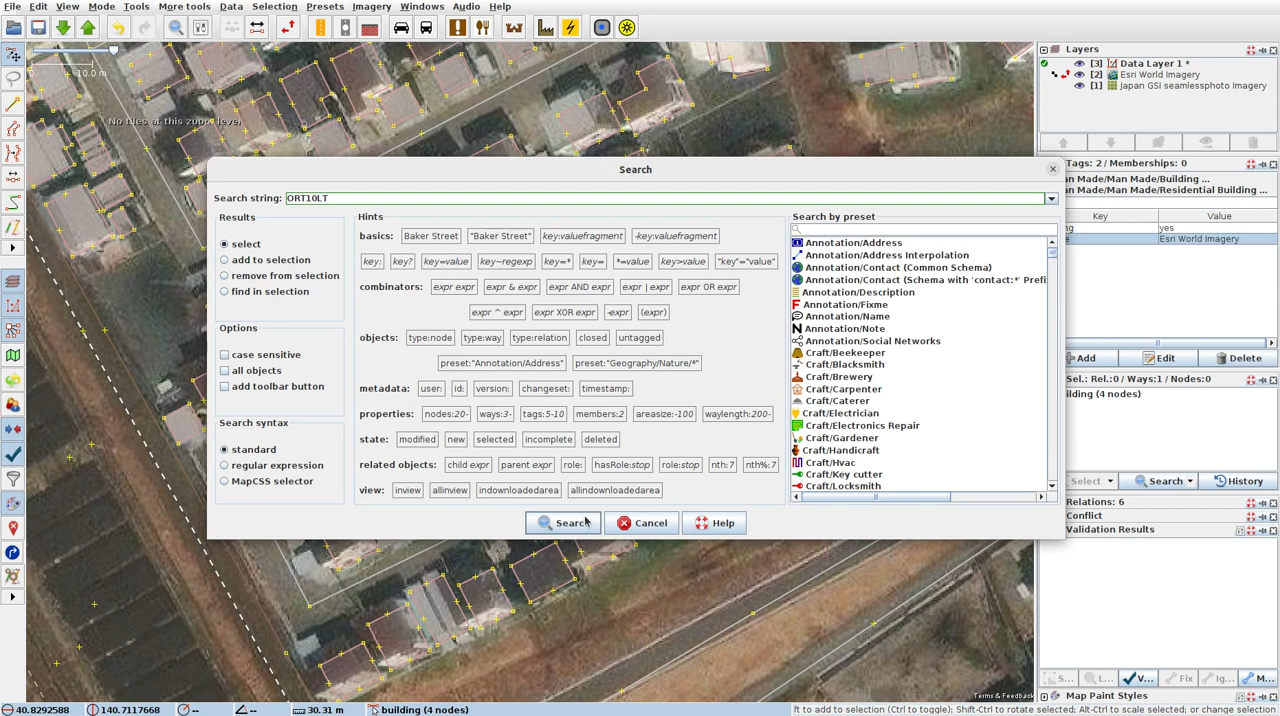 File Edit View Mode Tools More tools Data Selection Presets Imagery Windows Audio Help
10.0 m
No tiles at this zoom level
Layers
[3] Data Layer 1 *
[2] Esri World Imagery
[1] Japan GSI seamlessphoto Imagery
Tags: 2 / Memberships: 0
an Made/Man Made/Building ...
an Made/Man Made/Residential Building ...
Key Value
ng yes
e Esri World Imagery
Add Edit Delete
Sel.: Rel.:0 / Ways:1 / Nodes:0
ilding (4 nodes)
Select Search History
Relations: 6
Conflict
Validation Results
S... L... V... Fix Ig... M...
Map Paint Styles
Search
Search string: ORT10LT
Results
select
add to selection
remove from selection
find in selection
Options
case sensitive
all objects
add toolbar button
Search syntax
standard
regular expression
MapCSS selector
Hints
basics: Baker Street "Baker Street" key:valuefragment -key:valuefragment
key: key? key=value key~regexp key=* key= *=value key>value "key"="value"
combinators: expr expr expr & expr expr AND expr expr | expr expr OR expr
expr ^ expr expr XOR expr -expr (expr)
objects: type:node type:way type:relation closed untagged
preset:"Annotation/Address" preset:"Geography/Nature/*"
metadata: user: id: version: changeset: timestamp:
properties: nodes:20- ways:3- tags:5-10 members:2 areasize:-100 waylength:200-
state: modified new selected incomplete deleted
related objects: child expr parent expr role: hasRole:stop role:stop nth:7 nth%:7
view: inview allinview indownloadedarea allindownloadedarea
Search by preset
Annotation/Address
Annotation/Address Interpolation
Annotation/Contact (Common Schema)
Annotation/Contact (Schema with 'contact:*' Prefi
Annotation/Description
Annotation/Fixme
Annotation/Name
Annotation/Note
Annotation/Social Networks
Craft/Beekeeper
Craft/Blacksmith
Craft/Brewery
Craft/Carpenter
Craft/Caterer
Craft/Electrician
Craft/Electronics Repair
Craft/Gardener
Craft/Handicraft
Craft/Hvac
Craft/Key cutter
Craft/Locksmith
Search Cancel Help
Terms & Feedback
40.8292588 140.7117668 -- -- 30.31 m building (4 nodes) ft to add to selection (Ctrl to toggle); Shift-Ctrl to rotate selected; Alt-Ctrl to scale selected; or change selection